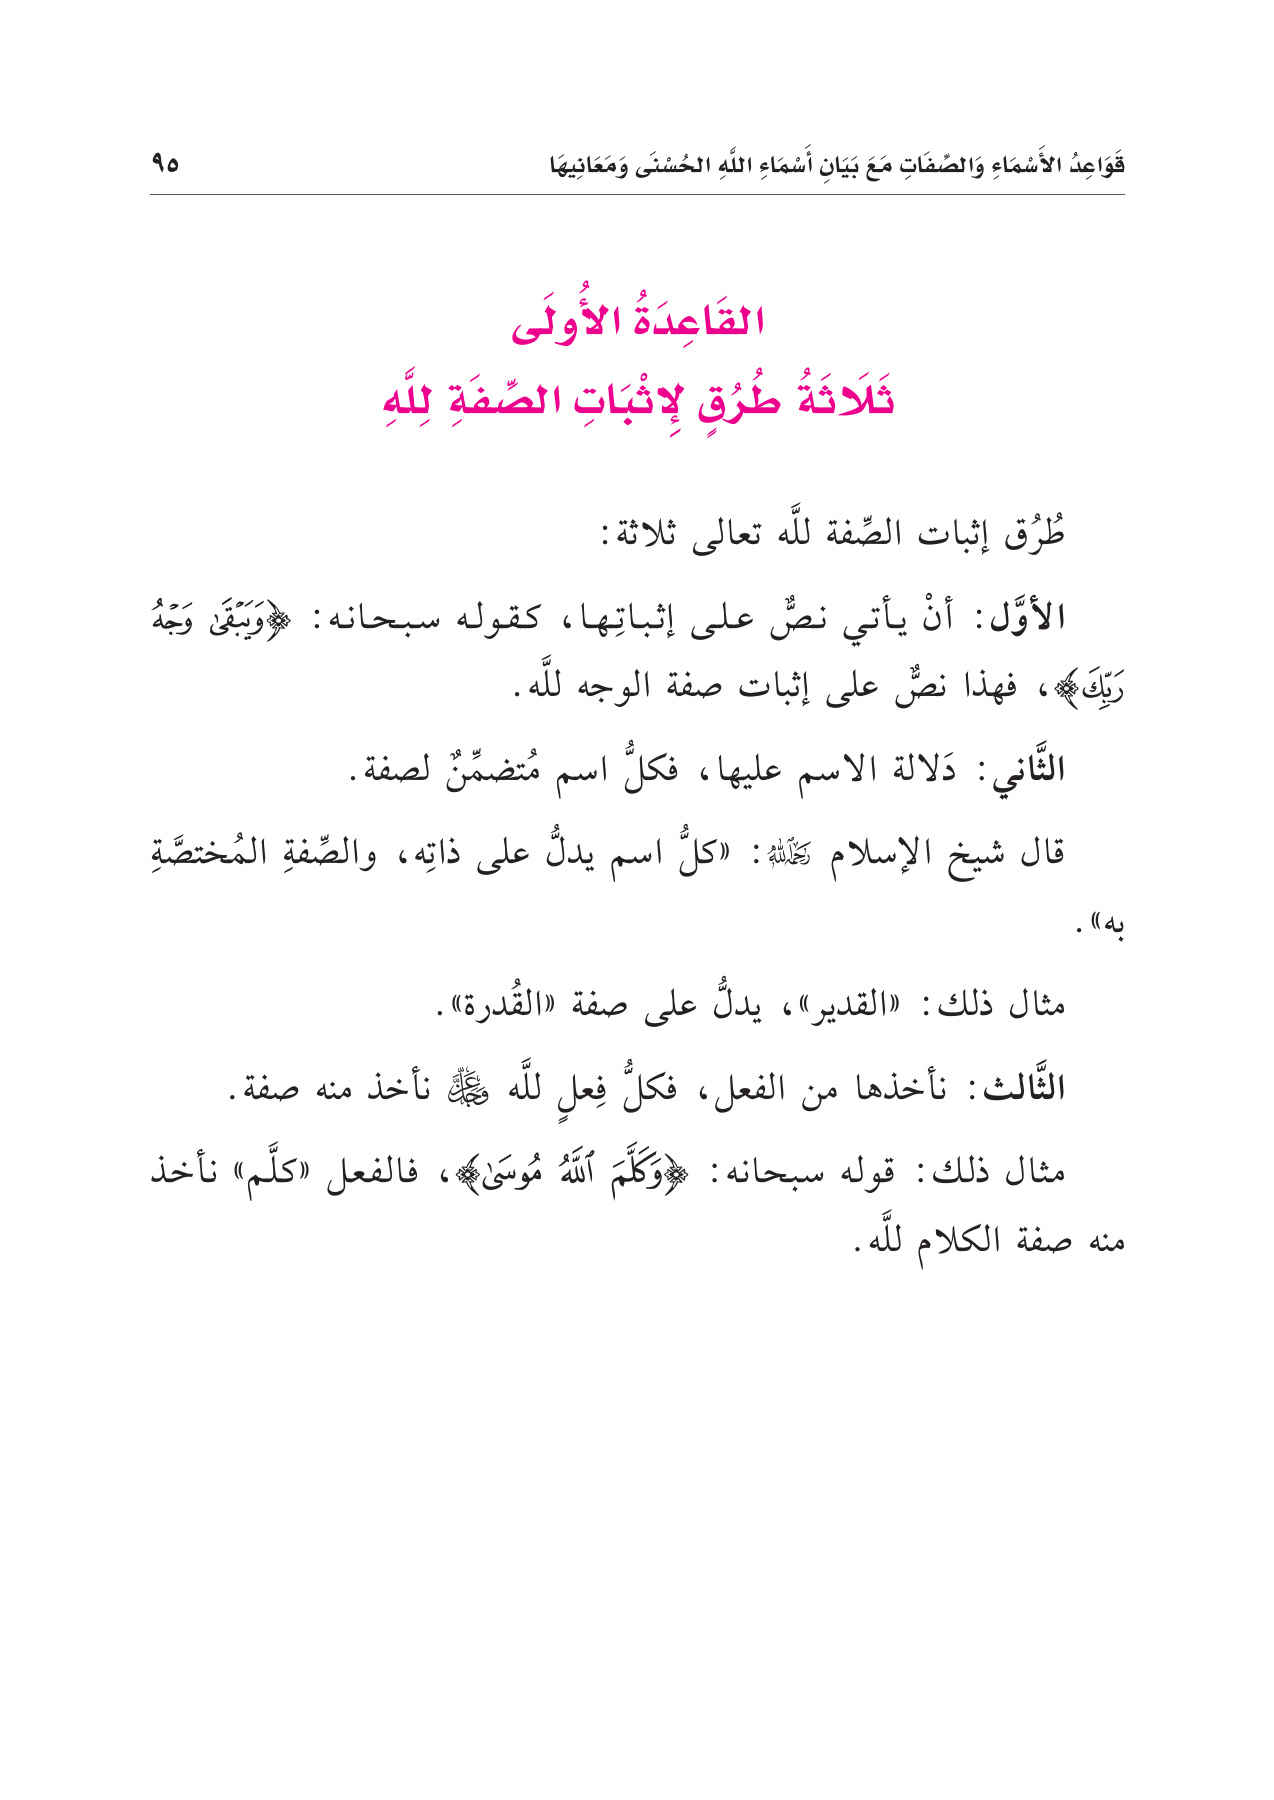 قَوَاعِدُ الأَسْمَاءِ وَالصِّفَاتِ مَعَ بَيَانِ أَسْمَاءِ اللَّهِ الحُسْنَى وَمَعَانِيهَا ٩٥
القَاعِدَةُ الأُولَى
ثَلَاثَةُ طُرُقٍ لِإِثْبَاتِ الصِّفَةِ لِلَّهِ
طُرُق إثبات الصِّفة للَّه تعالى ثلاثة:
الأوَّل: أنْ يأتي نصٌّ على إثباتِها، كقوله سبحانه: ﴿وَيَبْقَىٰ وَجْهُ
رَبِّكَ﴾، فهذا نصٌّ على إثبات صفة الوجه للَّه.
الثَّاني: دَلالة الاسم عليها، فكلُّ اسم مُتضمِّنٌ لصفة.
قال شيخ الإسلام رحمه الله: «كلُّ اسم يدلُّ على ذاتِه، والصِّفةِ المُختصَّةِ
به».
مثال ذلك: «القدير»، يدلُّ على صفة «القُدرة».
الثَّالث: نأخذها من الفعل، فكلُّ فِعلٍ للَّه عَزَّ وَجَلَّ نأخذ منه صفة.
مثال ذلك: قوله سبحانه: ﴿وَكَلَّمَ ٱللَّهُ مُوسَىٰ﴾، فالفعل «كلَّم» نأخذ
منه صفة الكلام للَّه.